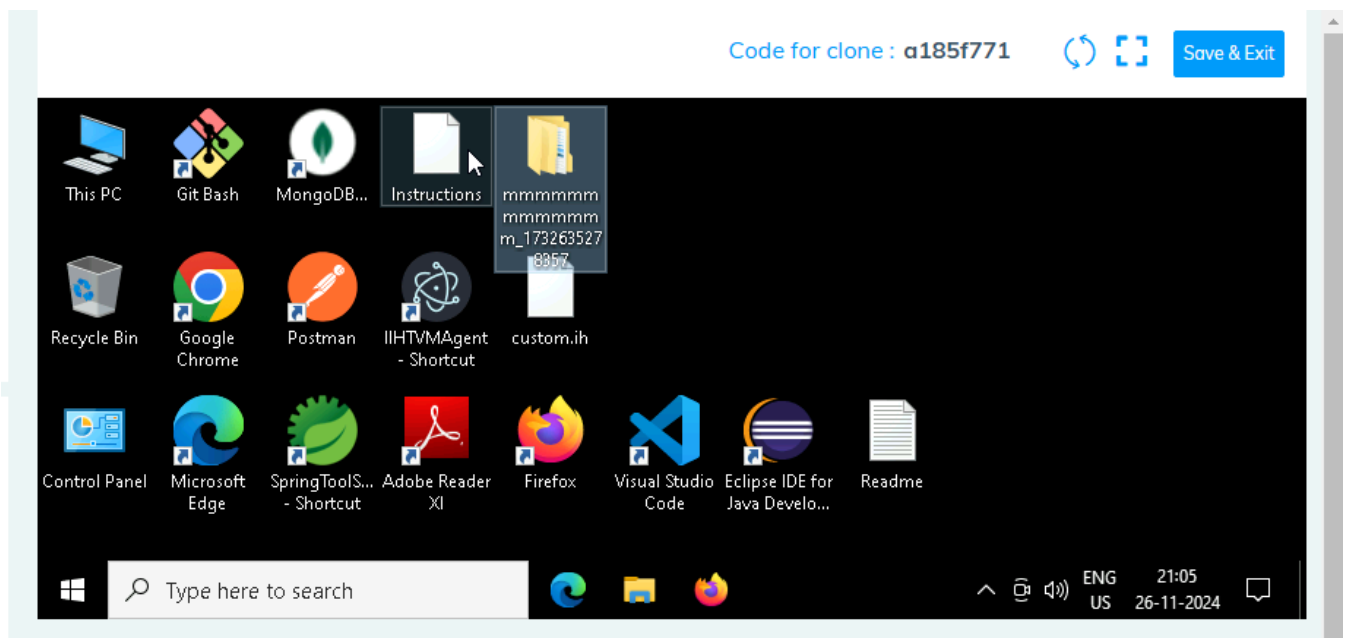 Code for clone : a185f771
Save & Exit
This PC
Git Bash
MongoDB...
Instructions
mmmmmm
mmmmmm
m_173263527
8357
Recycle Bin
Google
Chrome
Postman
IIHTVMAgent
- Shortcut
custom.ih
Control Panel
Microsoft
Edge
SpringToolS...
- Shortcut
Adobe Reader
XI
Firefox
Visual Studio
Code
Eclipse IDE for
Java Develo...
Readme
Type here to search
ENG
US
21:05
26-11-2024